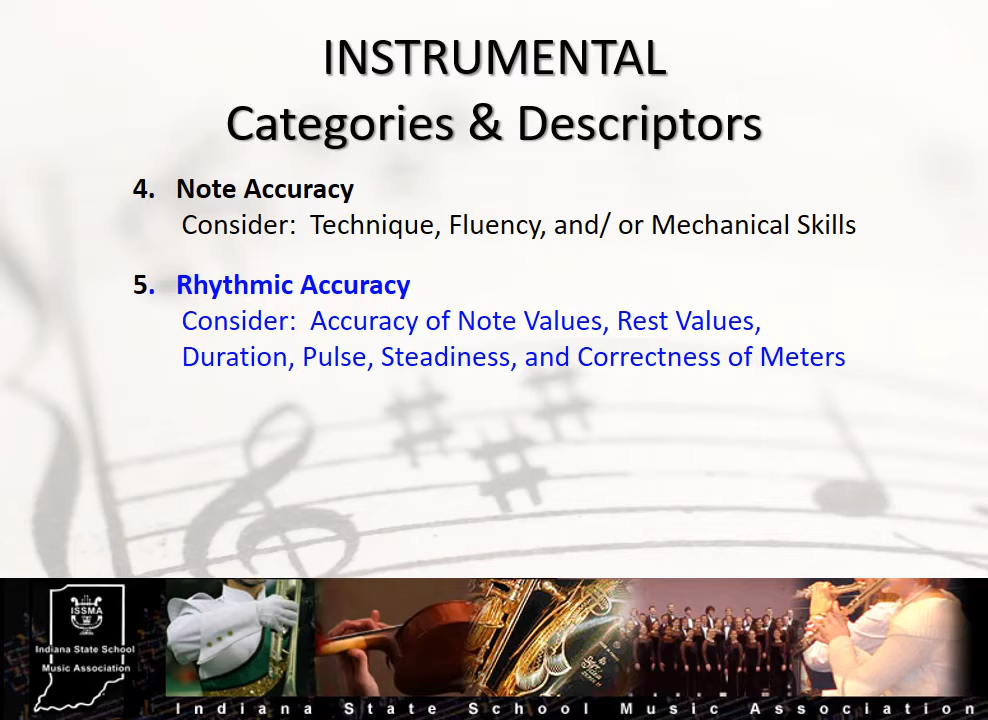 INSTRUMENTAL
Categories & Descriptors
4. Note Accuracy
Consider: Technique, Fluency, and/ or Mechanical Skills
5. Rhythmic Accuracy
Consider: Accuracy of Note Values, Rest Values,
Duration, Pulse, Steadiness, and Correctness of Meters
ISSMA
Indiana State School
Music Association
Indiana State School Music Association